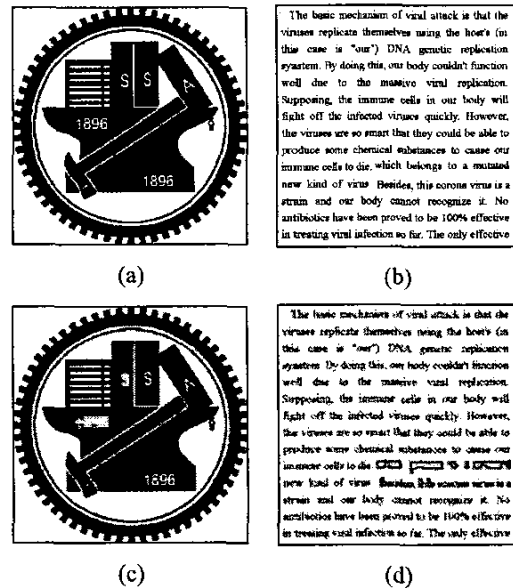 S S A
1896
1896
(a)
The basic mechanism of viral attack is that the
viruses replicate themselves using the host's (in
this case is "our") DNA genetic replication
sysstem. By doing this, our body couldn't function
well due to the massive viral replication.
Supposing, the immune cells in our body will
fight off the infected viruses quickly. However,
the viruses are so smart that they could be able to
produce some chemical substances to cause our
immune cells to die, which belongs to a mutated
new kind of virus Besides, this corona virus is a
strain and our body cannot recognize it. No
antibiotics have been proved to be 100% effective
in treating viral infection so far. The only effective
(b)
S S A
1896
(c)
The basic mechanism of viral attack is that the
viruses replicate themselves using the host's (in
this case is "our") DNA genetic replication
sysstem. By doing this, our body couldn't function
well due to the massive viral replication.
Supposing, the immune cells in our body will
fight off the infected viruses quickly. However,
the viruses are so smart that they could be able to
produce some chemical substances to cause our
immune cells to die.
new kind of virus Besides, this corona virus is a
strain and our body cannot recognize it. No
antibiotics have been proved to be 100% effective
in treating viral infection so far. The only effective
(d)